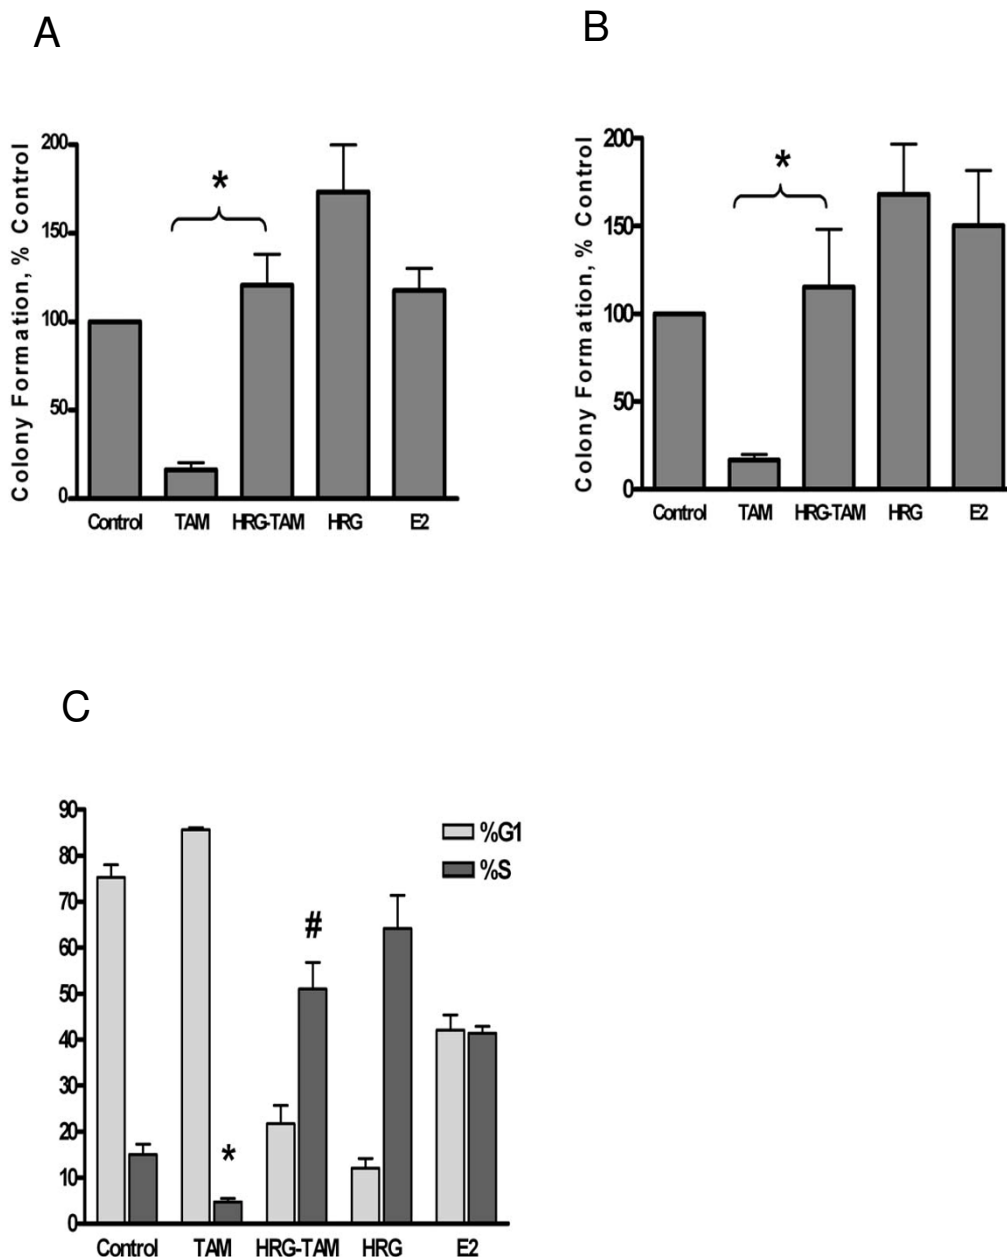 A
Colony Formation, % Control
200
150
100
50
0
*
Control TAM HRG-TAM HRG E2
B
Colony Formation, % Control
200
150
100
50
0
*
Control TAM HRG-TAM HRG E2
C
90
80
70
60
50
40
30
20
10
0
%G1
%S
#
*
Control TAM HRG-TAM HRG E2